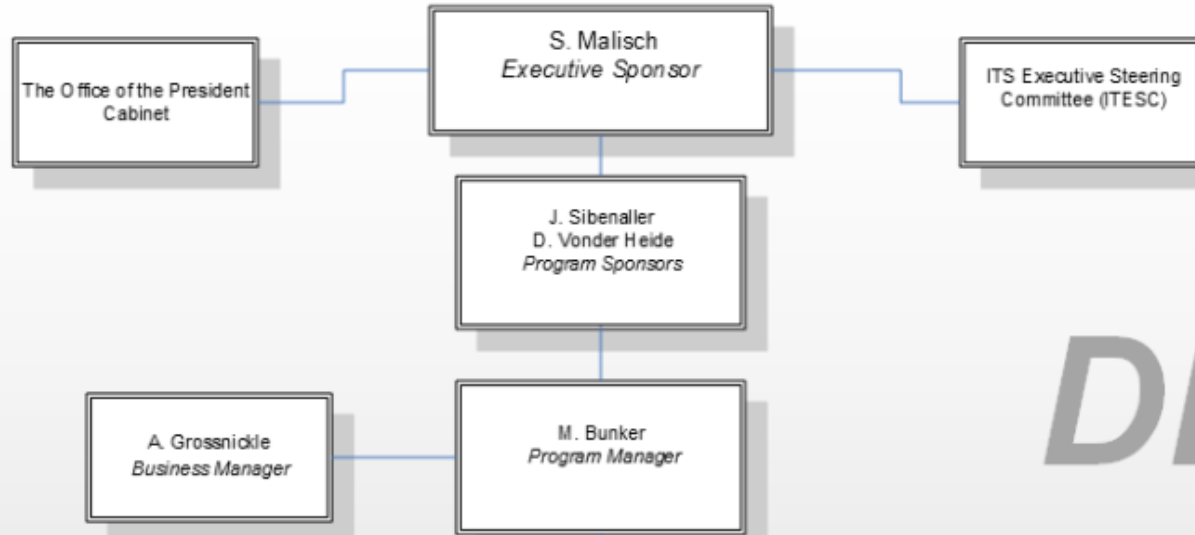 S. Malisch
Executive Sponsor
The Office of the President
Cabinet
ITS Executive Steering
Committee (ITESC)
J. Sibenaller
D. Vonder Heide
Program Sponsors
A. Grossnickle
Business Manager
M. Bunker
Program Manager